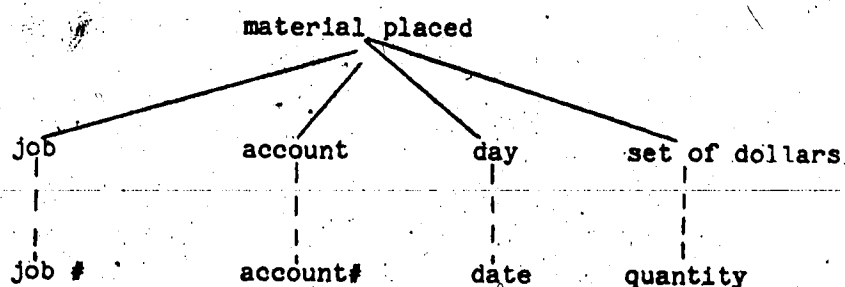 material placed
job account day set of dollars
job # account# date quantity